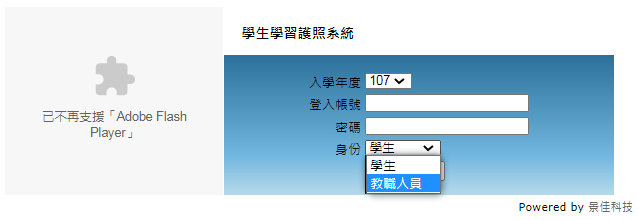 學生學習護照系統
已不再支援「Adobe Flash
Player」
入學年度 107
登入帳號
密碼
身份 學生
學生
教職人員
Powered by 景佳科技